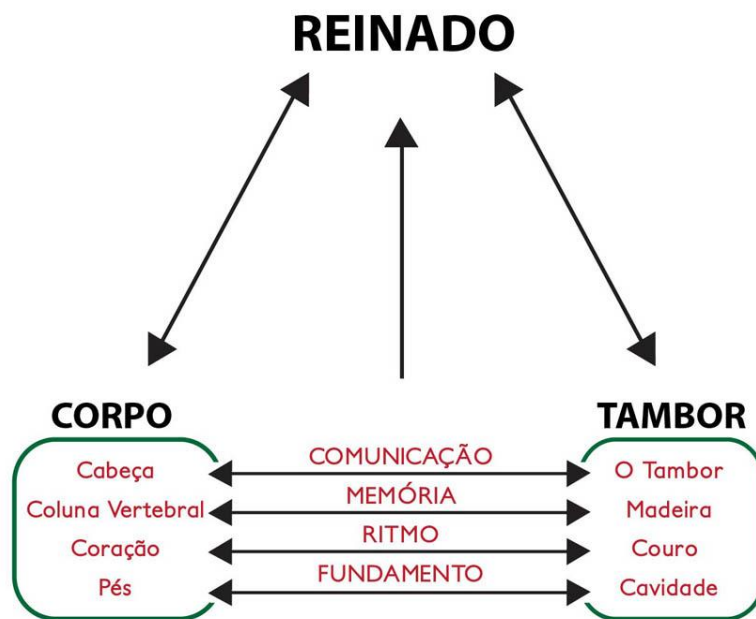 REINADO
CORPO
TAMBOR
Cabeça
COMUNICAÇÃO
O Tambor
Coluna Vertebral
MEMÓRIA
Madeira
Coração
RITMO
Couro
Pés
FUNDAMENTO
Cavidade